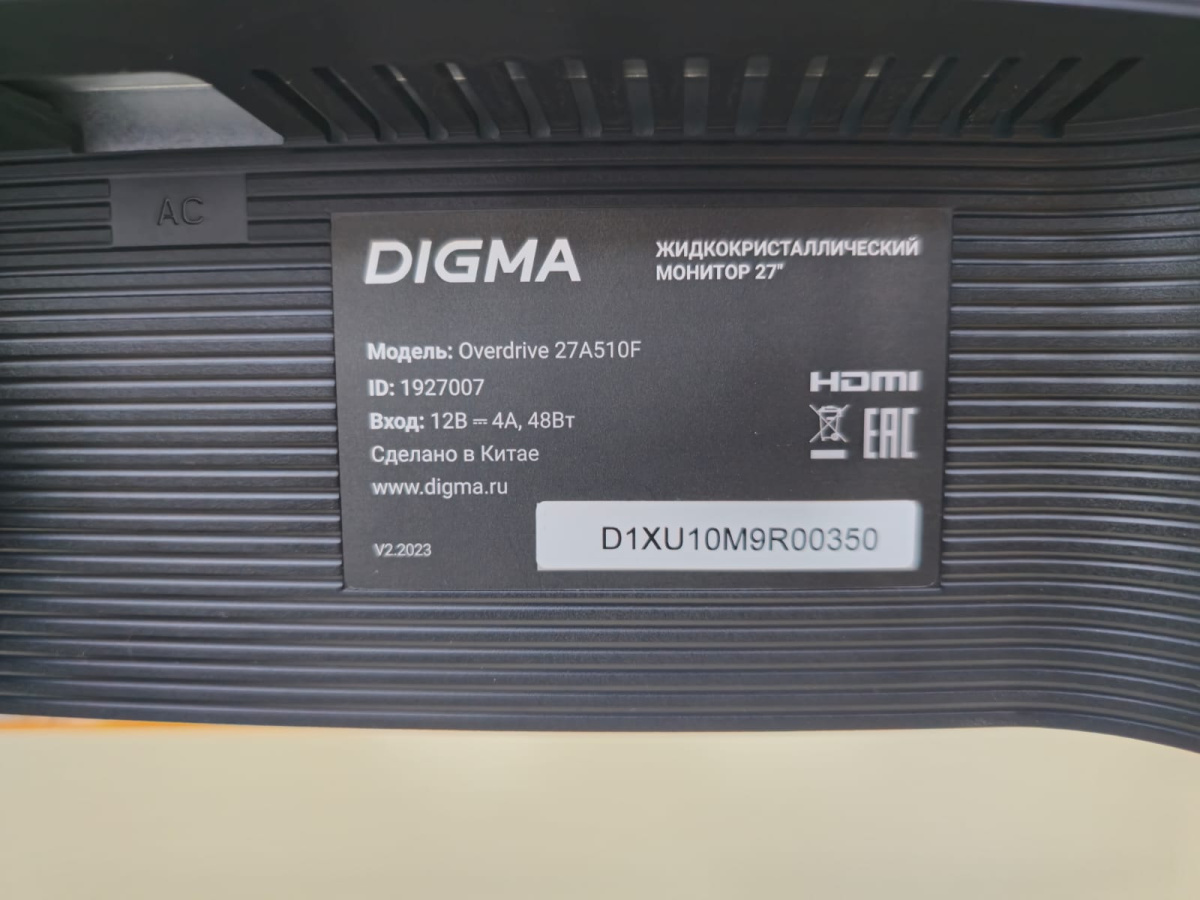 AC
DIGMA
ЖИДКОКРИСТАЛЛИЧЕСКИЙ
МОНИТОР 27"
Модель: Overdrive 27A510F
ID: 1927007
Вход: 12В ⎓ 4А, 48Вт
Сделано в Китае
www.digma.ru
V2.2023
HDMI
EAC
D1XU10M9R00350